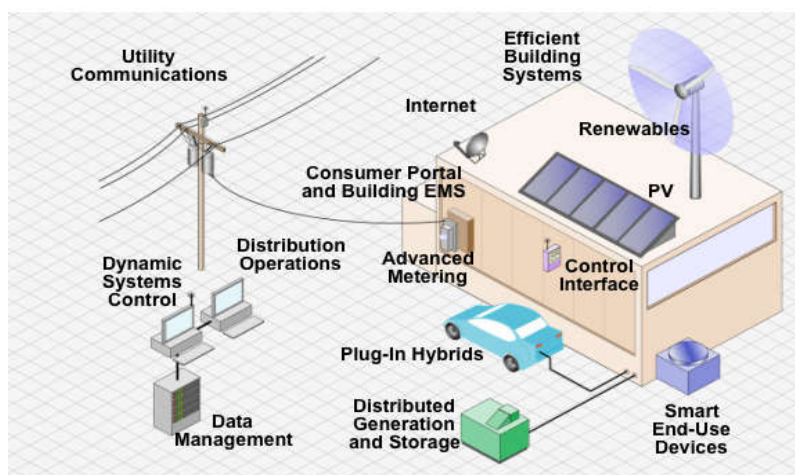 Utility
Communications
Efficient
Building
Systems
Internet
Renewables
Consumer Portal
and Building EMS
PV
Distribution
Operations
Dynamic
Systems
Control
Advanced
Metering
Control
Interface
Plug-In Hybrids
Data
Management
Distributed
Generation
and Storage
Smart
End-Use
Devices